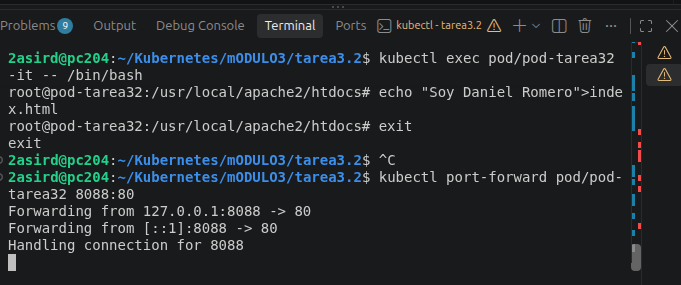 Problems 9 Output Debug Console Terminal Ports kubectl - tarea3.2
2asird@pc204:~/Kubernetes/mODULO3/tarea3.2$ kubectl exec pod/pod-tarea32
-it -- /bin/bash
root@pod-tarea32:/usr/local/apache2/htdocs# echo "Soy Daniel Romero">inde
x.html
root@pod-tarea32:/usr/local/apache2/htdocs# exit
exit
2asird@pc204:~/Kubernetes/mODULO3/tarea3.2$ ^C
2asird@pc204:~/Kubernetes/mODULO3/tarea3.2$ kubectl port-forward pod/pod-
tarea32 8088:80
Forwarding from 127.0.0.1:8088 -> 80
Forwarding from [::1]:8088 -> 80
Handling connection for 8088